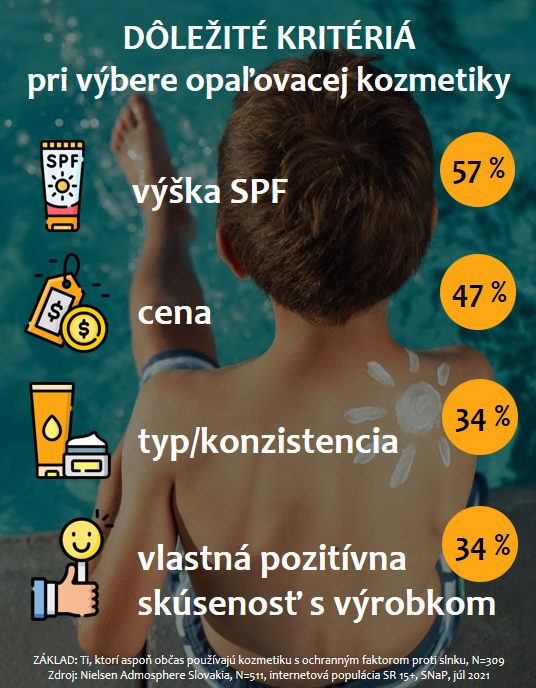 DÔLEŽITÉ KRITÉRIÁ
pri výbere opaľovacej kozmetiky
SPF
výška SPF
57 %
cena
47 %
typ/konzistencia
34 %
vlastná pozitívna
skúsenosť s výrobkom
34 %
ZÁKLAD: Ti, ktorí aspoň občas používajú kozmetiku s ochranným faktorom proti slnku, N=309
Zdroj: Nielsen Admosphere Slovakia, N=511, internetová populácia SR 15+, SNaP, júl 2021